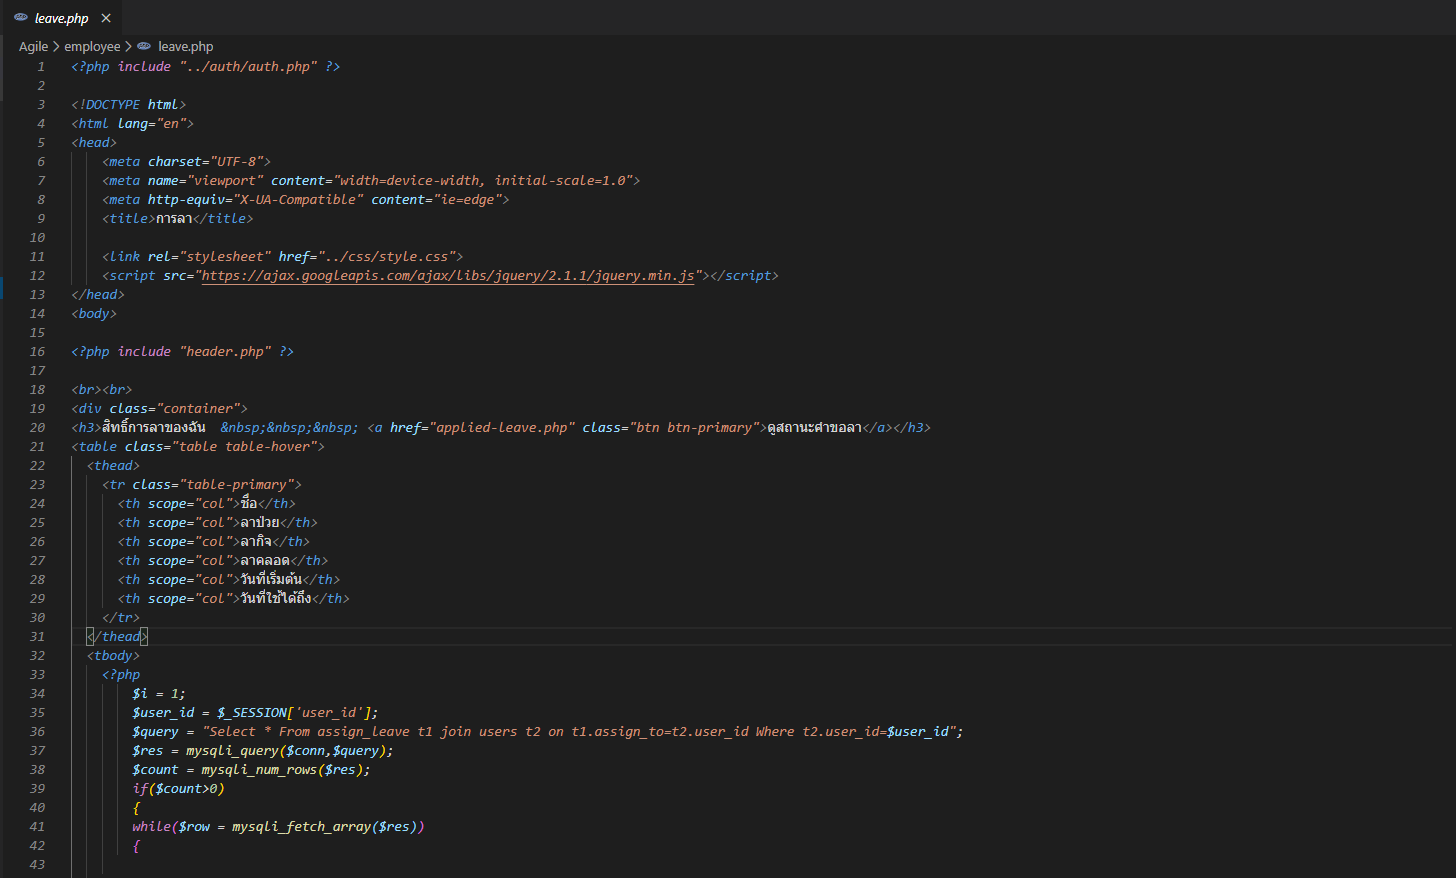 leave.php
Agile > employee > leave.php
1 <?php include "../auth/auth.php" ?>
2
3 <!DOCTYPE html>
4 <html lang="en">
5 <head>
6 <meta charset="UTF-8">
7 <meta name="viewport" content="width=device-width, initial-scale=1.0">
8 <meta http-equiv="X-UA-Compatible" content="ie=edge">
9 <title>การลา</title>
10
11 <link rel="stylesheet" href="../css/style.css">
12 <script src="https://ajax.googleapis.com/ajax/libs/jquery/2.1.1/jquery.min.js"></script>
13 </head>
14 <body>
15
16 <?php include "header.php" ?>
17
18 <br><br>
19 <div class="container">
20 <h3>สิทธิ์การลาของฉัน &nbsp;&nbsp;&nbsp; <a href="applied-leave.php" class="btn btn-primary">ดูสถานะคำขอลา</a></h3>
21 <table class="table table-hover">
22 <thead>
23 <tr class="table-primary">
24 <th scope="col">ชื่อ</th>
25 <th scope="col">ลาป่วย</th>
26 <th scope="col">ลากิจ</th>
27 <th scope="col">ลาคลอด</th>
28 <th scope="col">วันที่เริ่มต้น</th>
29 <th scope="col">วันที่ใช้ได้ถึง</th>
30 </tr>
31 </thead>
32 <tbody>
33 <?php
34 $i = 1;
35 $user_id = $_SESSION['user_id'];
36 $query = "Select * From assign_leave t1 join users t2 on t1.assign_to=t2.user_id Where t2.user_id=$user_id";
37 $res = mysqli_query($conn,$query);
38 $count = mysqli_num_rows($res);
39 if($count>0)
40 {
41 while($row = mysqli_fetch_array($res))
42 {
43